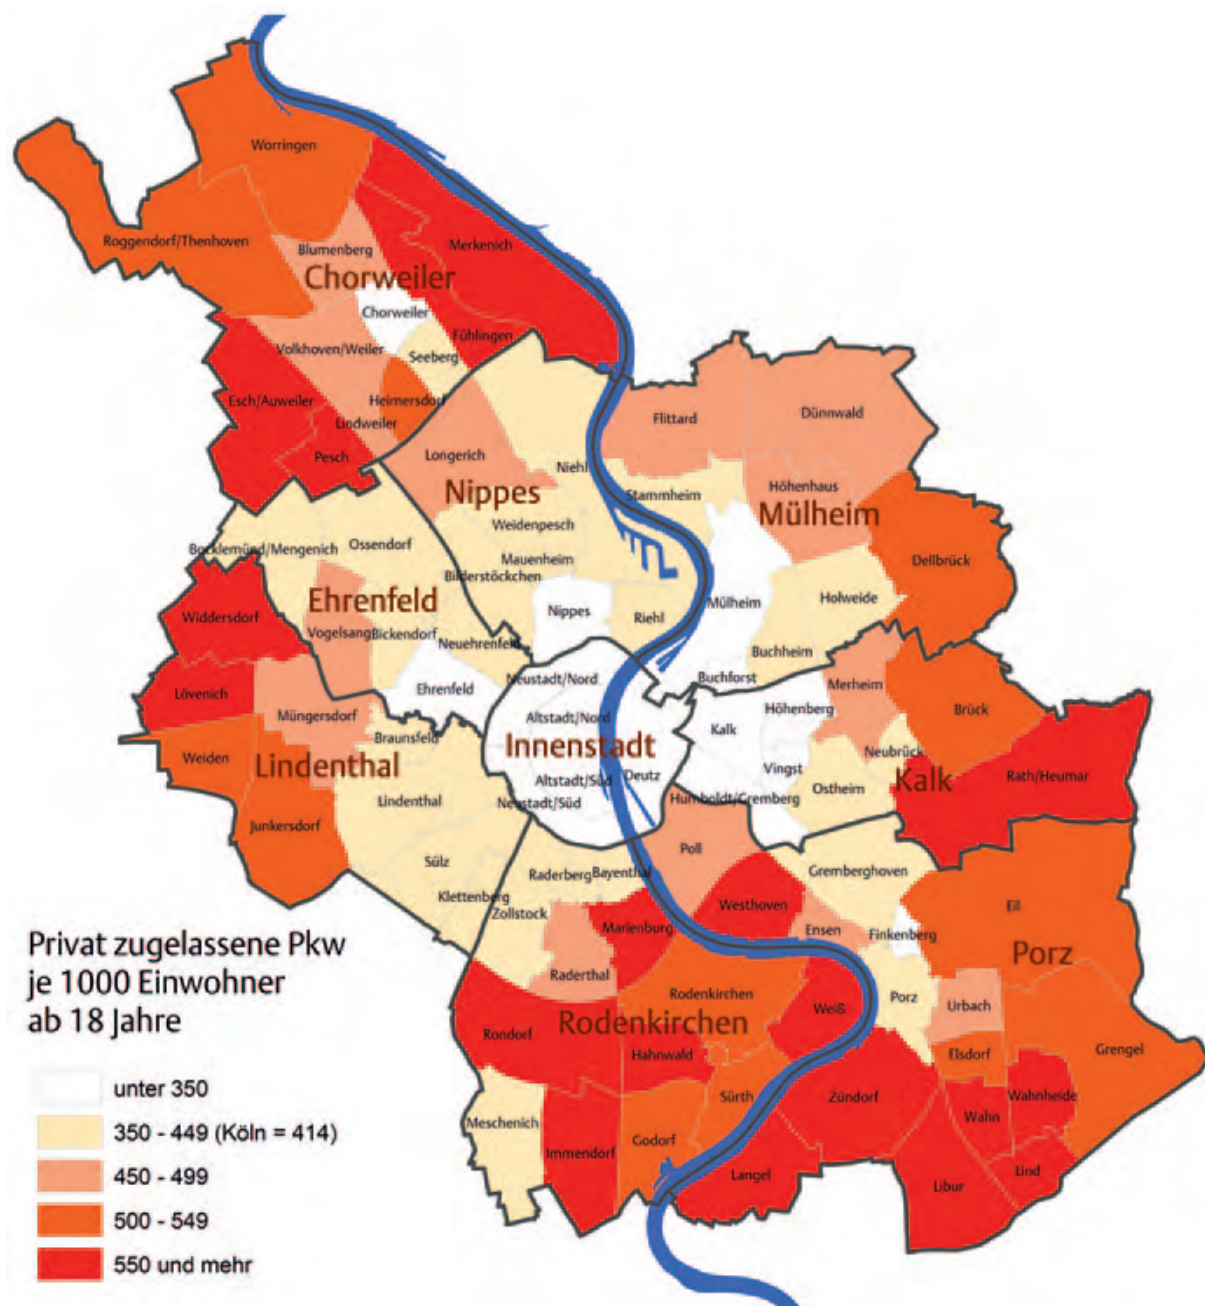 Worringen
Roggendorf/Thenhoven
Merkenich
Blumenberg
Chorweiler
Chorweiler
Fühlingen
Volkhoven/Weiler
Seeberg
Esch/Auweiler
Heimersdorf
Lindweiler
Flittard
Dünnwald
Pesch
Longerich
Niehl
Nippes
Stammheim
Höhenhaus
Mülheim
Weidenpesch
Ossendorf
Bocklemünd/Mengenich
Mauenheim
Dellbrück
Bilderstöckchen
Ehrenfeld
Nippes
Mülheim
Holweide
Widdersdorf
Riehl
Vogelsang
Bickendorf
Neuehrenfeld
Buchheim
Neustadt/Nord
Buchforst
Merheim
Lövenich
Ehrenfeld
Müngersdorf
Altstadt/Nord
Höhenberg
Brück
Kalk
Braunsfeld
Innenstadt
Neubrück
Weiden
Lindenthal
Vingst
Kalk
Rath/Heumar
Altstadt/Süd
Deutz
Ostheim
Lindenthal
Neustadt/Süd
Humboldt/Gremberg
Junkersdorf
Poll
Sülz
Raderberg
Bayenthal
Gremberghoven
Klettenberg
Zollstock
Westhoven
Eil
Marienburg
Ensen
Finkenberg
Porz
Raderthal
Rodenkirchen
Porz
Weiß
Urbach
Rodenkirchen
Rondorf
Hahnwald
Elsdorf
Grengel
Sürth
Zündorf
Wahnheide
Wahn
Meschenich
Godorf
Immendorf
Langel
Lind
Libur
Privat zugelassene Pkw
je 1000 Einwohner
ab 18 Jahre
unter 350
350 - 449 (Köln = 414)
450 - 499
500 - 549
550 und mehr